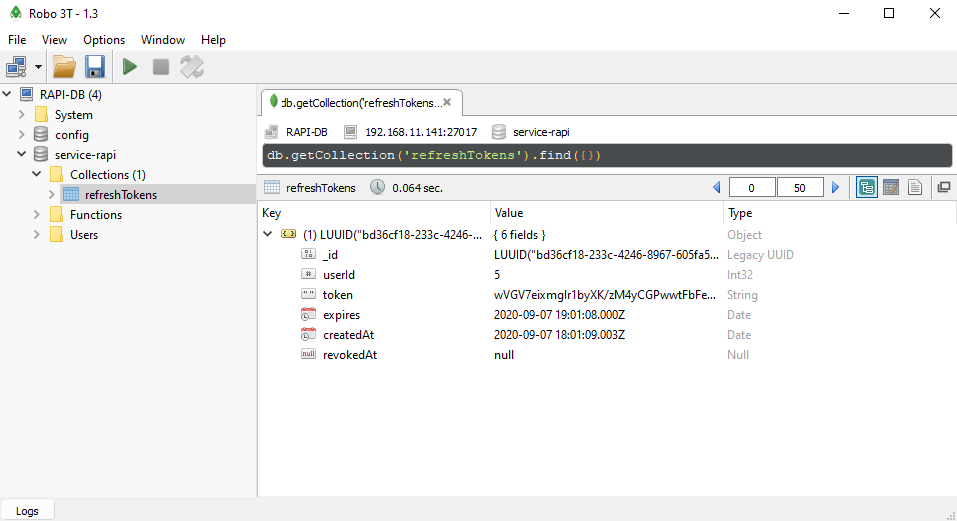 Robo 3T - 1.3
File View Options Window Help
RAPI-DB (4)
System
config
service-rapi
Collections (1)
refreshTokens
Functions
Users
db.getCollection('refreshTokens...
RAPI-DB 192.168.11.141:27017 service-rapi
db.getCollection('refreshTokens').find({})
refreshTokens 0.064 sec. 0 50
Key Value Type
(1) LUUID("bd36cf18-233c-4246-... { 6 fields } Object
_id LUUID("bd36cf18-233c-4246-8967-605fa5... Legacy UUID
userId 5 Int32
token wVGV7eixmglr1byXK/zM4yCGPwwtFbFe... String
expires 2020-09-07 19:01:08.000Z Date
createdAt 2020-09-07 18:01:09.003Z Date
revokedAt null Null
Logs